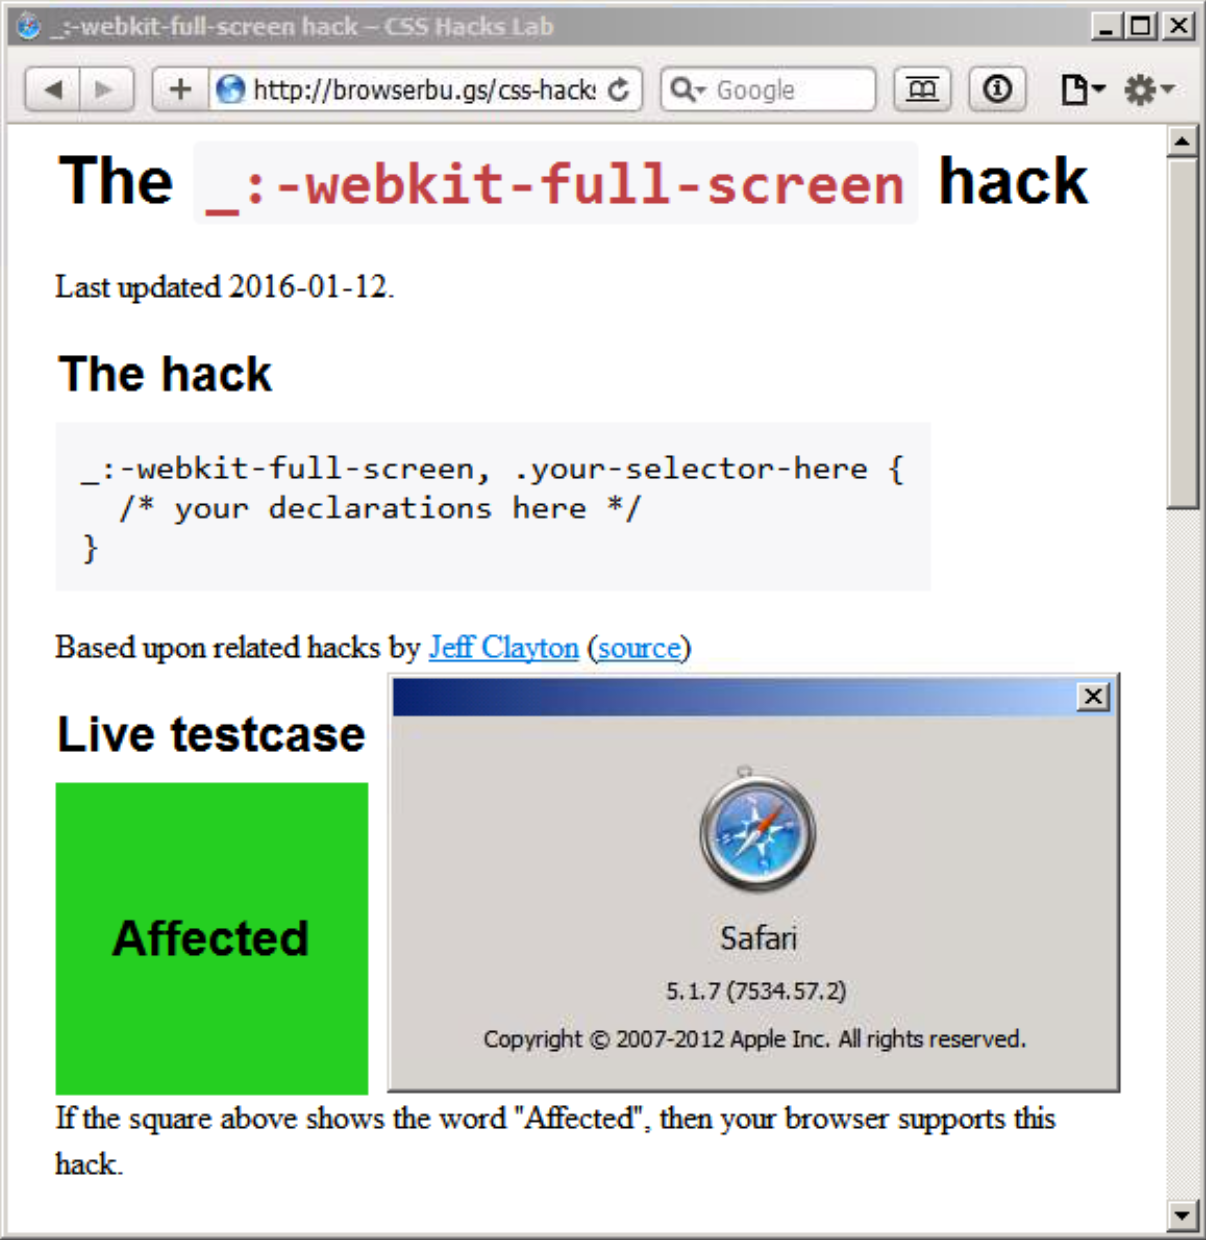 _:-webkit-full-screen hack – CSS Hacks Lab
http://browserbu.gs/css-hack
Google
The _:-webkit-full-screen hack
Last updated 2016-01-12.
The hack
_:-webkit-full-screen, .your-selector-here {
/* your declarations here */
}
Based upon related hacks by Jeff Clayton (source)
Live testcase
Affected
Safari
5.1.7 (7534.57.2)
Copyright © 2007-2012 Apple Inc. All rights reserved.
If the square above shows the word "Affected", then your browser supports this
hack.